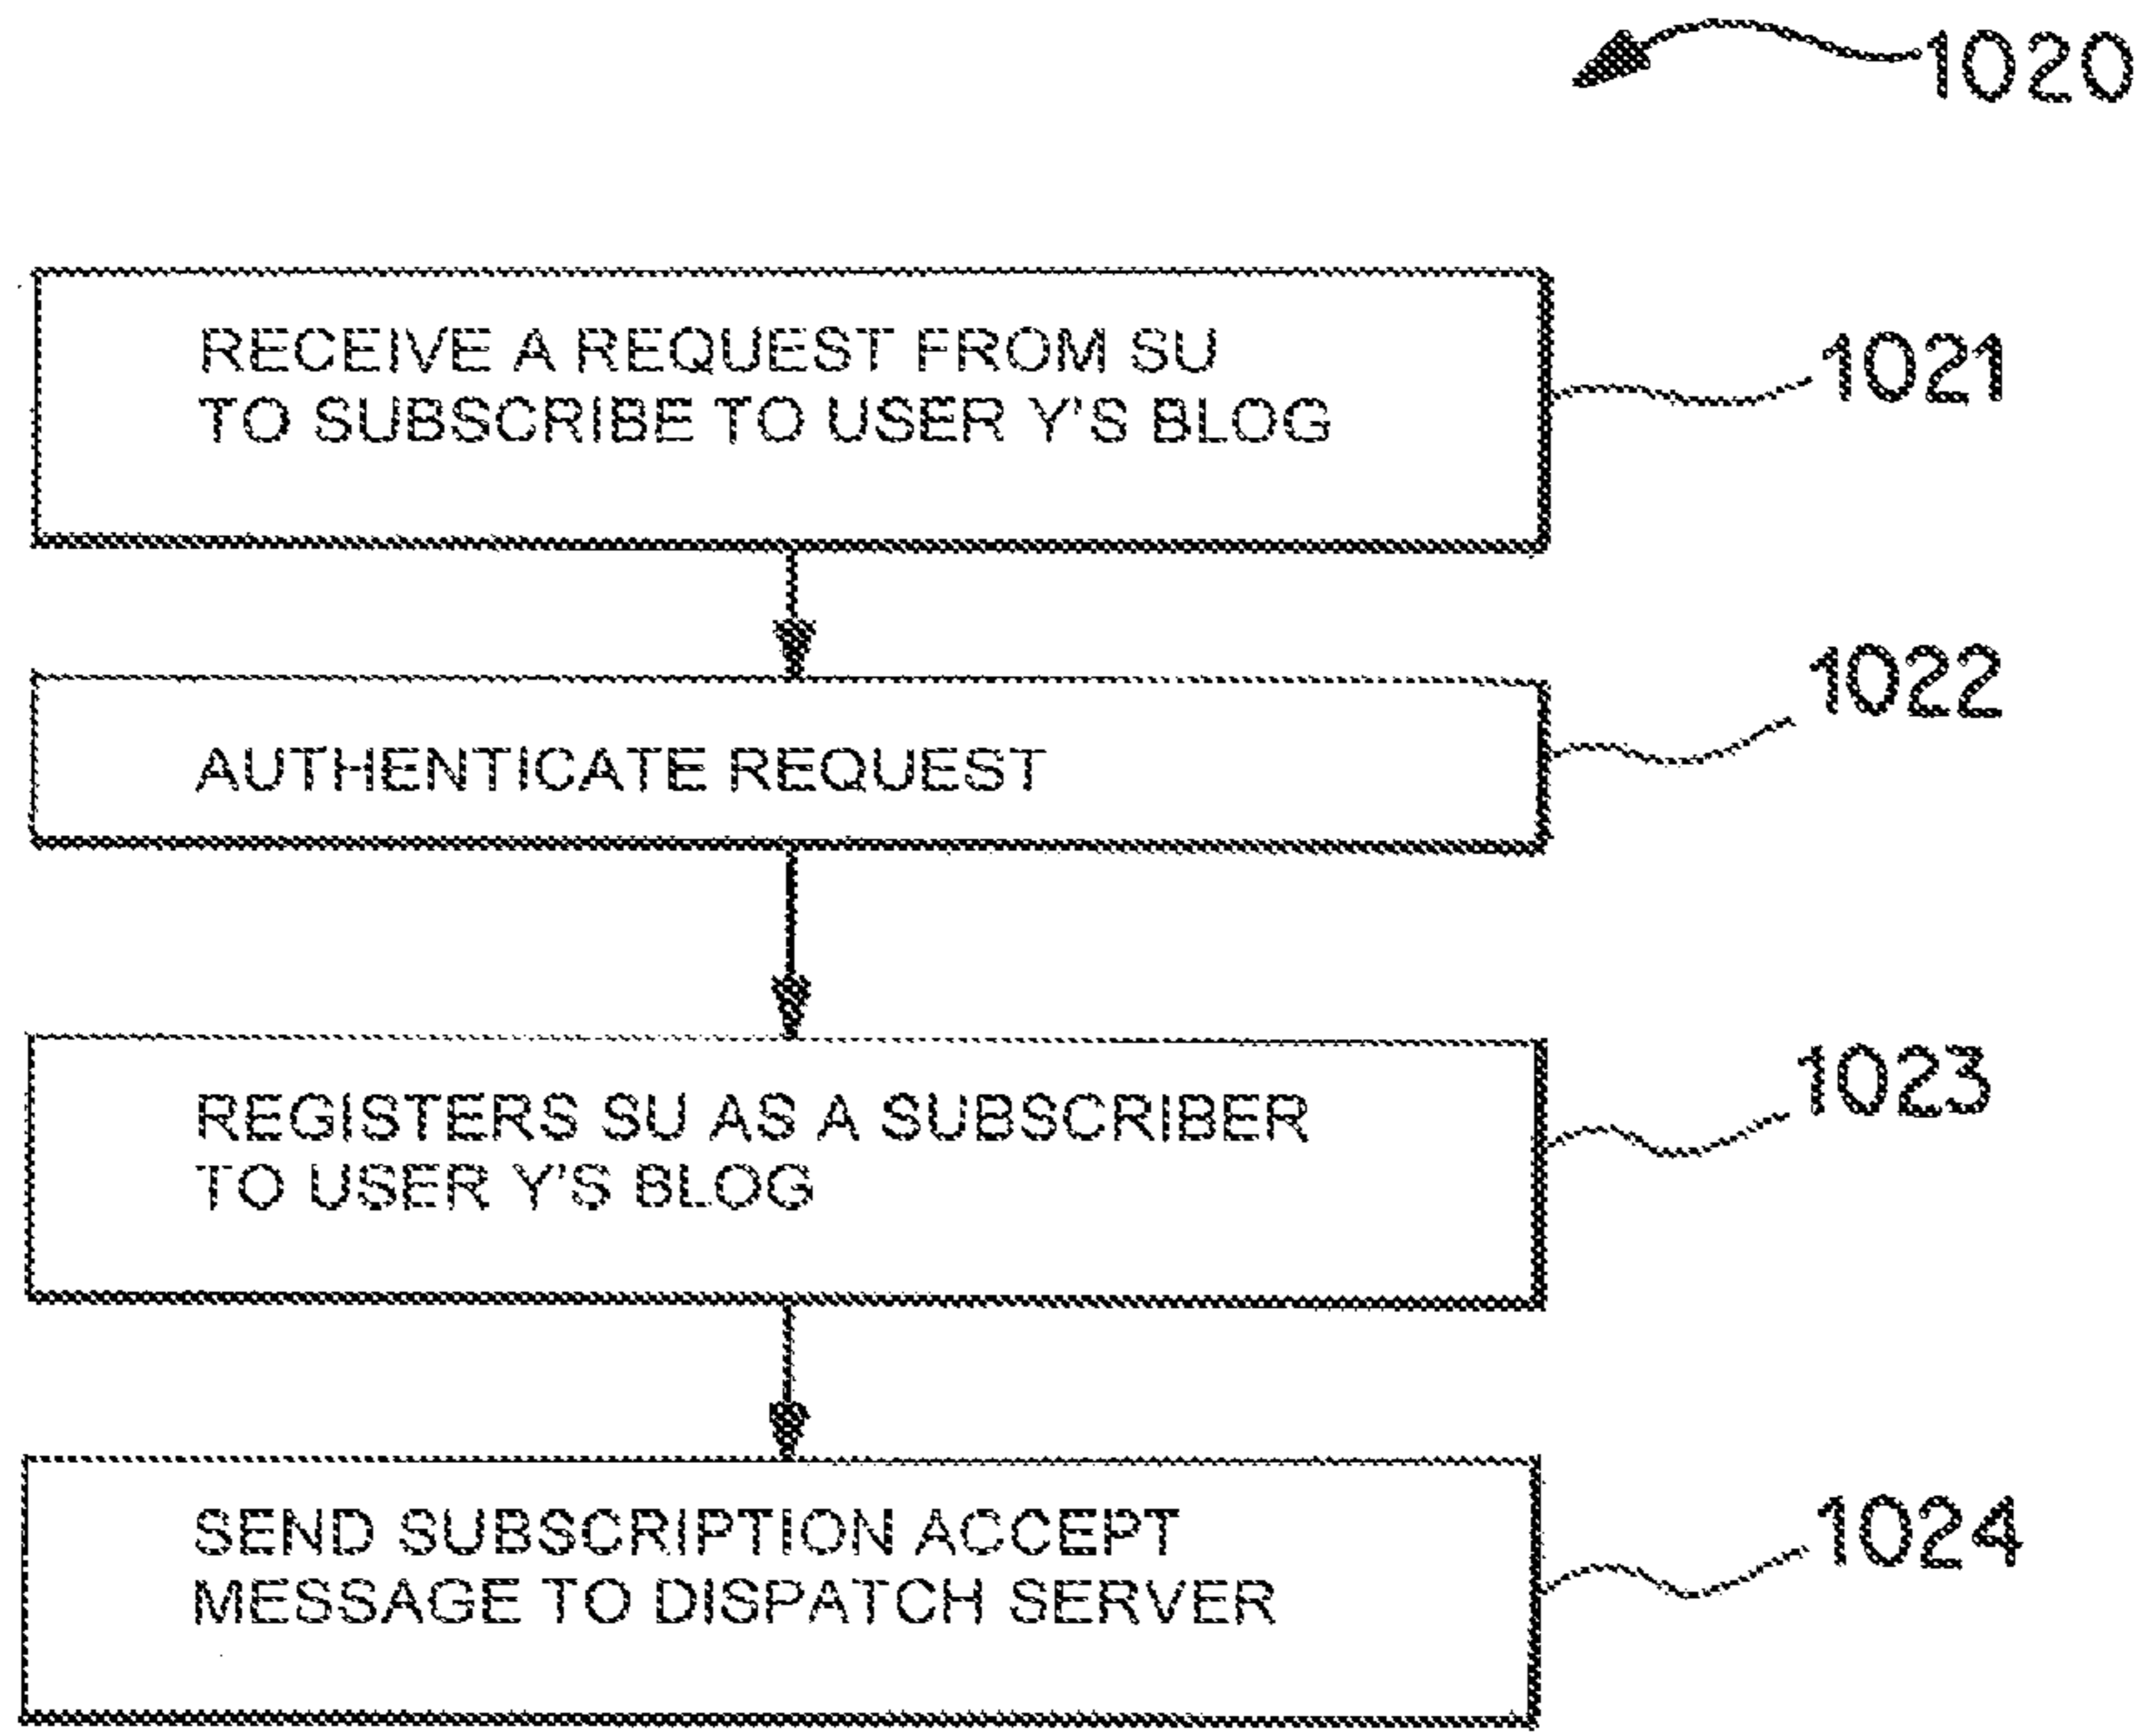 1020
RECEIVE A REQUEST FROM SU
TO SUBSCRIBE TO USER Y'S BLOG
1021
1022
AUTHENTICATE REQUEST
1023
REGISTERS SU AS A SUBSCRIBER
TO USER Y'S BLOG
1024
SEND SUBSCRIPTION ACCEPT
MESSAGE TO DISPATCH SERVER